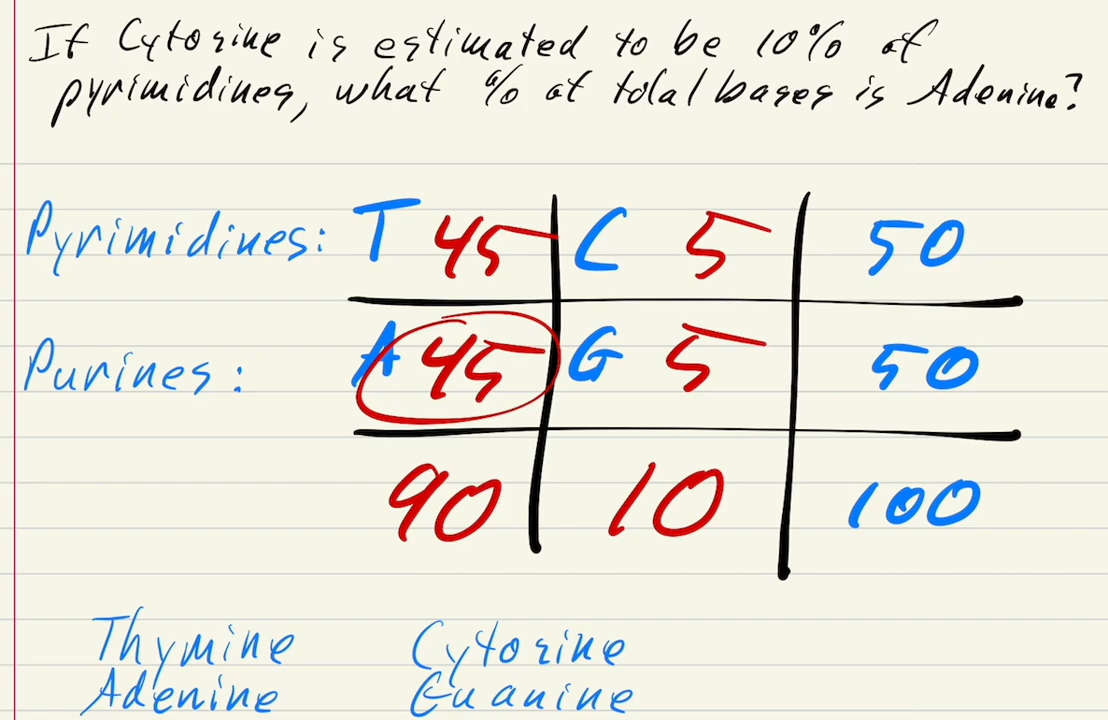 If Cytosine is estimated to be 10% of
pyrimidines, what % of total bases is Adenine?
Pyrimidines: T 45 C 5 50
Purines: A 45 G 5 50
90 10 100
Thymine Cytosine
Adenine Guanine